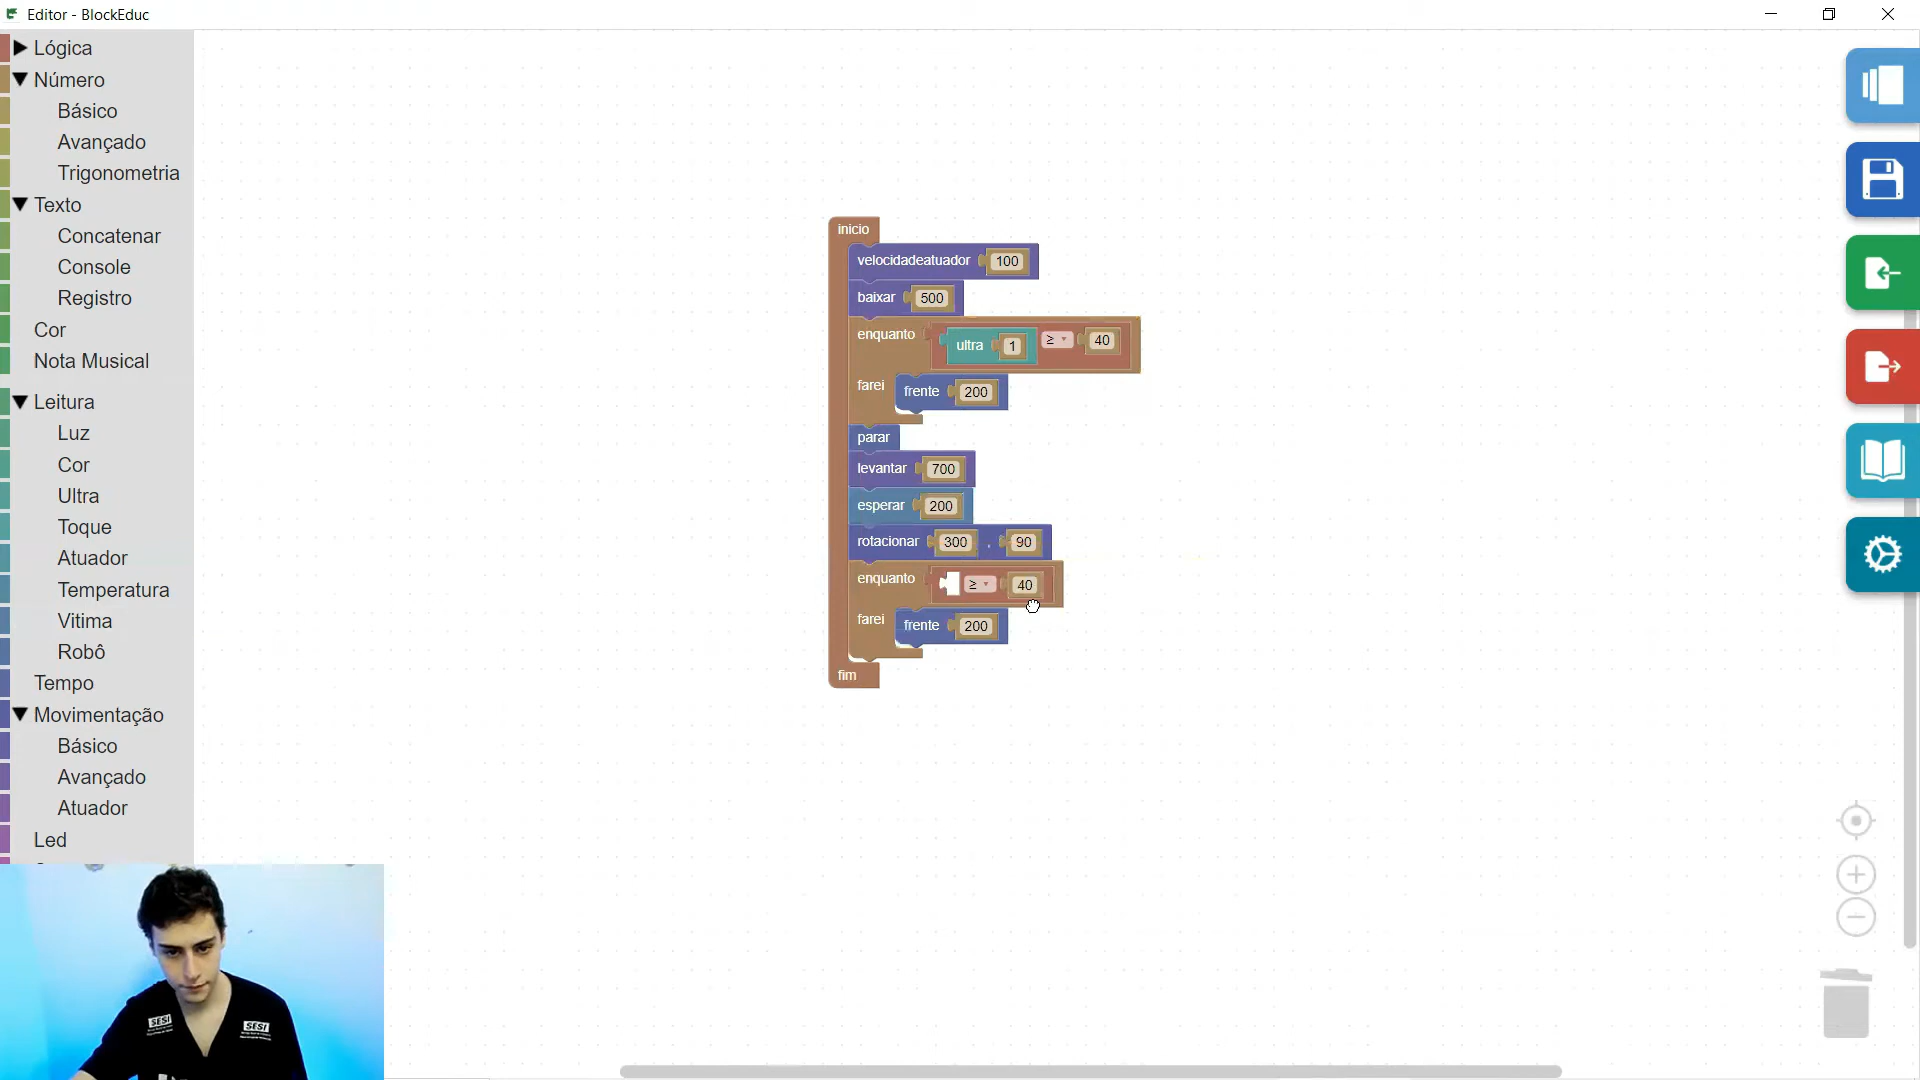 Editor - BlockEduc
Lógica
Número
Básico
Avançado
Trigonometria
Texto
Concatenar
Console
Registro
Cor
Nota Musical
Leitura
Luz
Cor
Ultra
Toque
Atuador
Temperatura
Vitima
Robô
Tempo
Movimentação
Básico
Avançado
Atuador
Led
inicio
velocidadeatuador 100
baixar 500
enquanto ultra 1 ≥ 40
farei frente 200
parar
levantar 700
esperar 200
rotacionar 300 , 90
enquanto ≥ 40
farei frente 200
fim
SESI
SESI